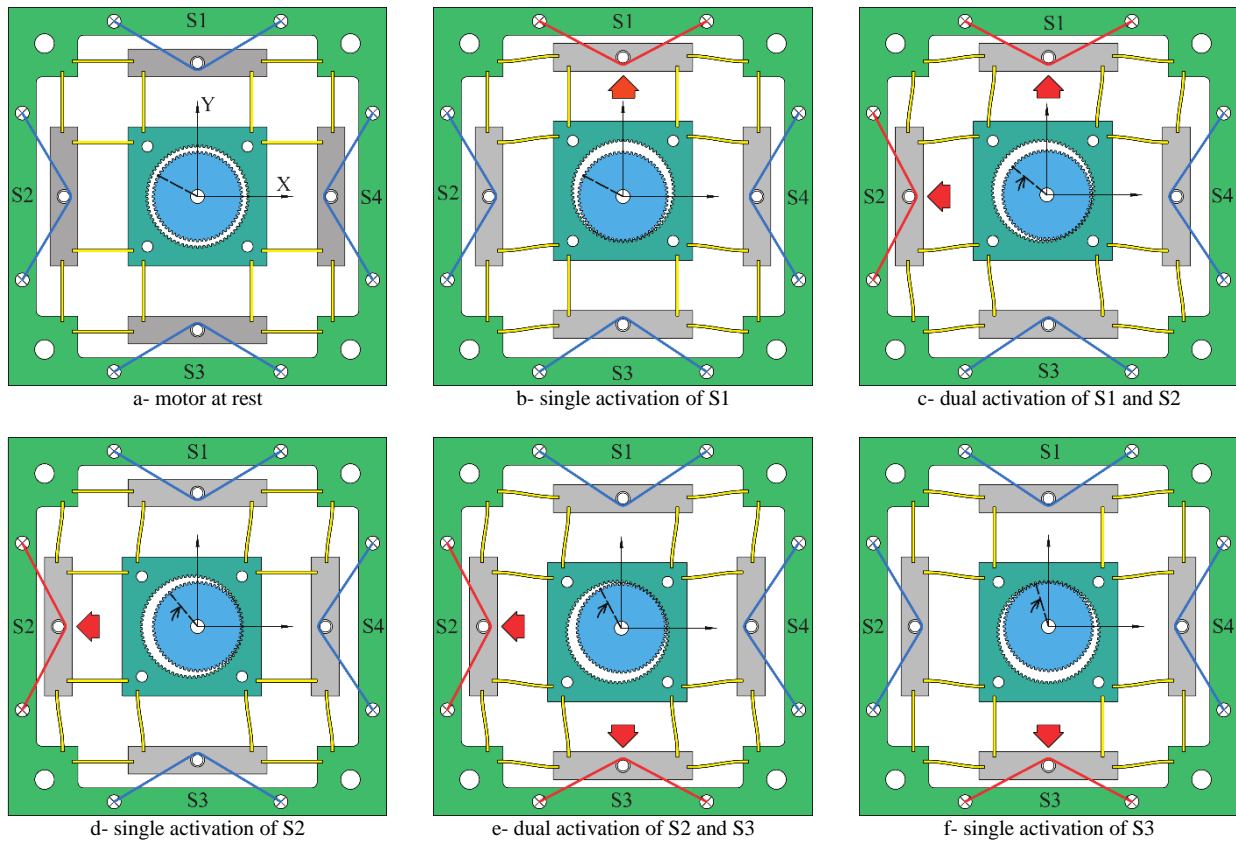 S1
Y
X
S2
S4
S3
a- motor at rest
S1
S2
S4
S3
b- single activation of S1
S1
S2
S4
S3
c- dual activation of S1 and S2
S1
S2
S4
S3
d- single activation of S2
S1
S2
S4
S3
e- dual activation of S2 and S3
S1
S2
S4
S3
f- single activation of S3